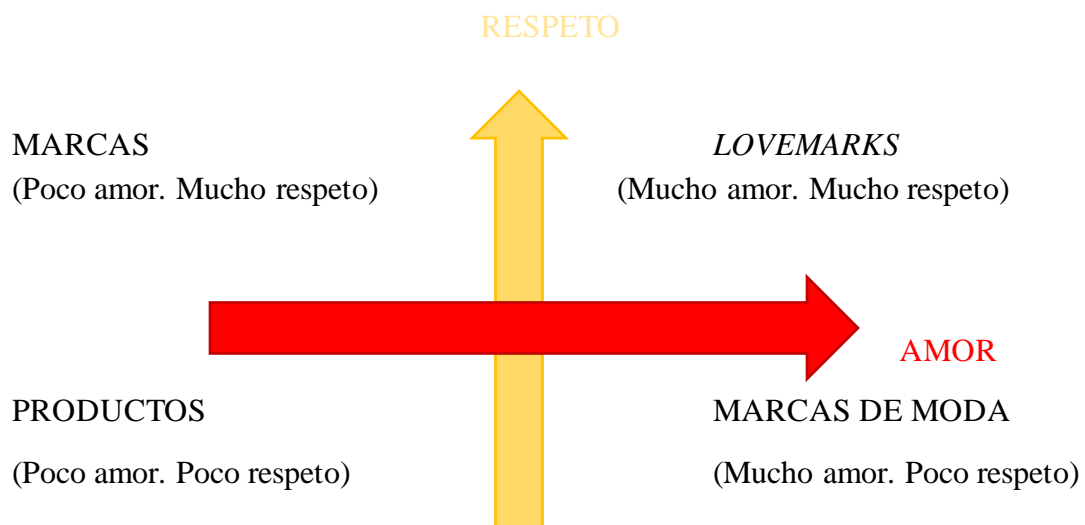 RESPETO
MARCAS
(Poco amor. Mucho respeto)
LOVEMARKS
(Mucho amor. Mucho respeto)
AMOR
PRODUCTOS
(Poco amor. Poco respeto)
MARCAS DE MODA
(Mucho amor. Poco respeto)